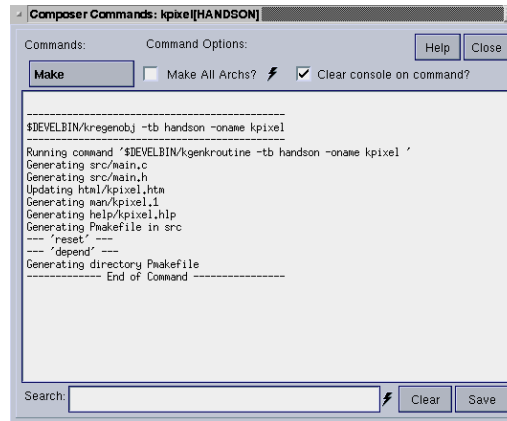 Composer Commands: kpixel[HANDSON]
Commands: Command Options: Help Close
Make Make All Archs? Clear console on command?
----------------------------------------------
$DEVELBIN/kregenobj -tb handson -oname kpixel
----------------------------------------------
Running command '$DEVELBIN/kgenkroutine -tb handson -oname kpixel '
Generating src/main.c
Generating src/main.h
Updating html/kpixel.htm
Generating man/kpixel.1
Generating help/kpixel.hlp
Generating Pmakefile in src
--- 'reset' ---
--- 'depend' ---
Generating directory Pmakefile
------------- End of Command ----------------
Search: Clear Save